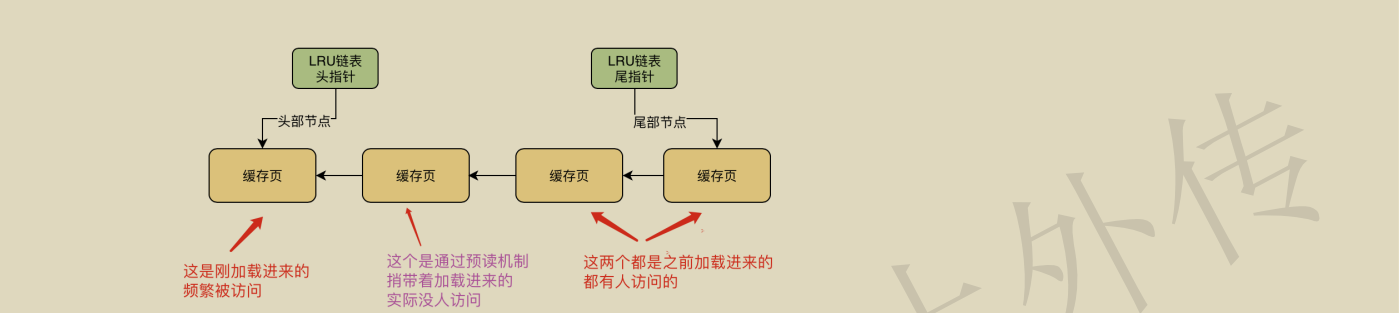 LRU链表
头指针
LRU链表
尾指针
头部节点
尾部节点
缓存页
缓存页
缓存页
缓存页
这是刚加载进来的
频繁被访问
这个是通过预读机制
捎带着加载进来的
实际没人访问
这两个都是之前加载进来的
都有人访问的
外传